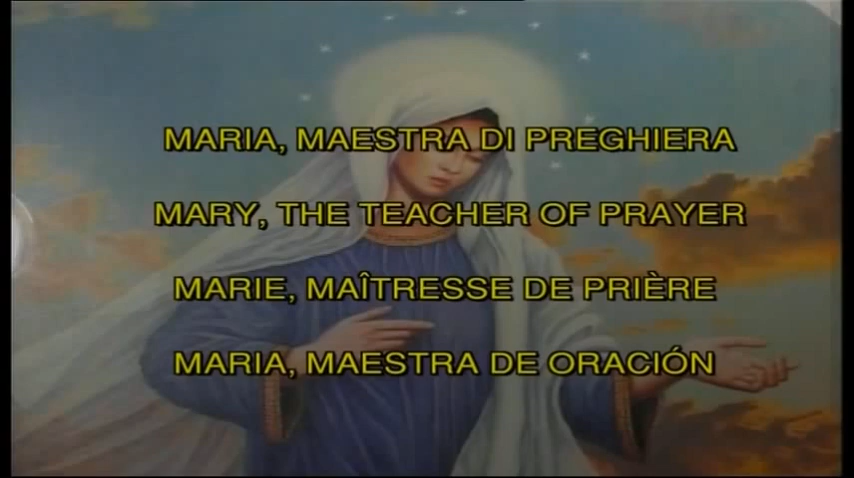 MARIA, MAESTRA DI PREGHIERA
MARY, THE TEACHER OF PRAYER
MARIE, MAÎTRESSE DE PRIÈRE
MARIA, MAESTRA DE ORACIÓN